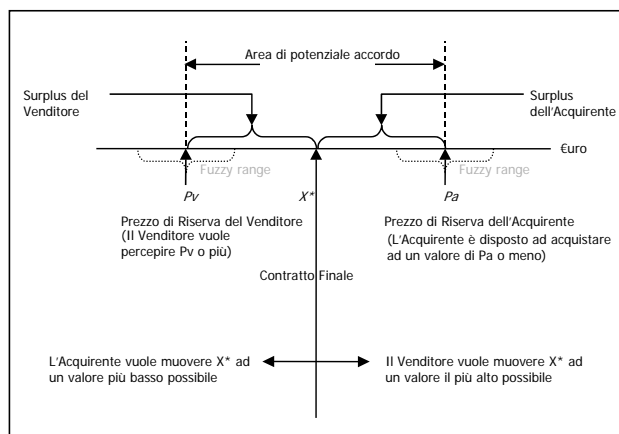 Area di potenziale accordo
Surplus del
Venditore
Surplus
dell'Acquirente
€uro
Fuzzy range
Fuzzy range
Pv
X*
Pa
Prezzo di Riserva del Venditore
(Il Venditore vuole
percepire Pv o più)
Prezzo di Riserva dell'Acquirente
(L'Acquirente è disposto ad acquistare
ad un valore di Pa o meno)
Contratto Finale
L'Acquirente vuole muovere X* ad
un valore più basso possibile
Il Venditore vuole muovere X* ad
un valore il più alto possibile